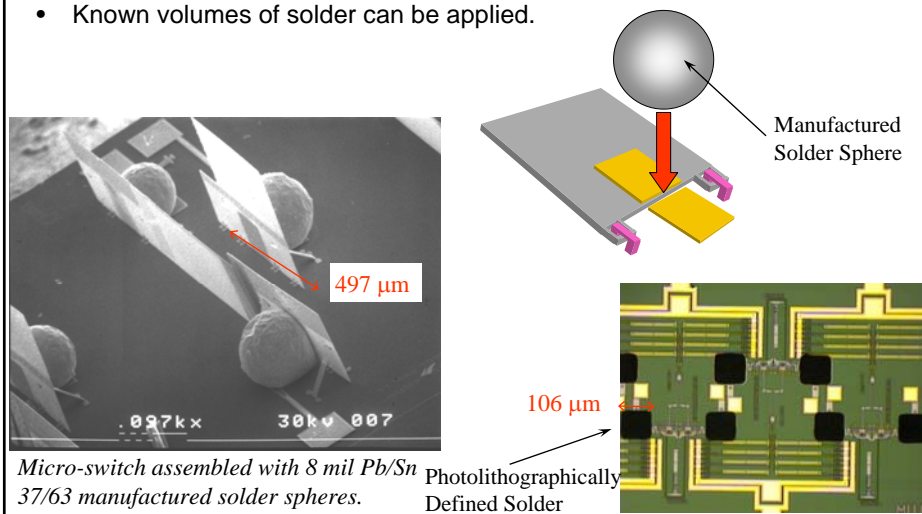 • Known volumes of solder can be applied.
Manufactured
Solder Sphere
497 μm
.097kx 30kv 007
106 μm
Micro-switch assembled with 8 mil Pb/Sn
37/63 manufactured solder spheres.
Photolithographically
Defined Solder